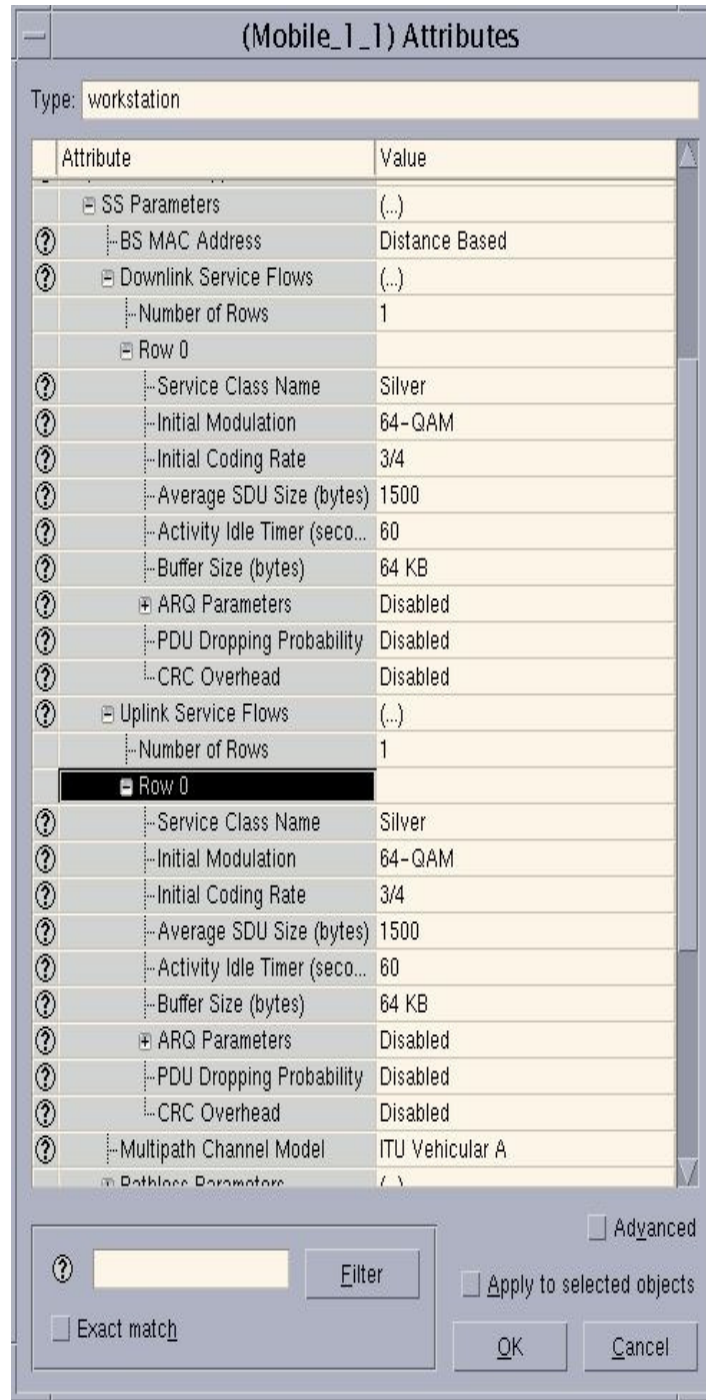 (Mobile_1_1) Attributes
Type: workstation
Attribute Value
SS Parameters (...)
BS MAC Address Distance Based
Downlink Service Flows (...)
Number of Rows 1
Row 0
Service Class Name Silver
Initial Modulation 64-QAM
Initial Coding Rate 3/4
Average SDU Size (bytes) 1500
Activity Idle Timer (seco... 60
Buffer Size (bytes) 64 KB
ARQ Parameters Disabled
PDU Dropping Probability Disabled
CRC Overhead Disabled
Uplink Service Flows (...)
Number of Rows 1
Row 0
Service Class Name Silver
Initial Modulation 64-QAM
Initial Coding Rate 3/4
Average SDU Size (bytes) 1500
Activity Idle Timer (seco... 60
Buffer Size (bytes) 64 KB
ARQ Parameters Disabled
PDU Dropping Probability Disabled
CRC Overhead Disabled
Multipath Channel Model ITU Vehicular A
Pathloss Parameters (...)
Advanced
Filter
Apply to selected objects
Exact match
OK Cancel